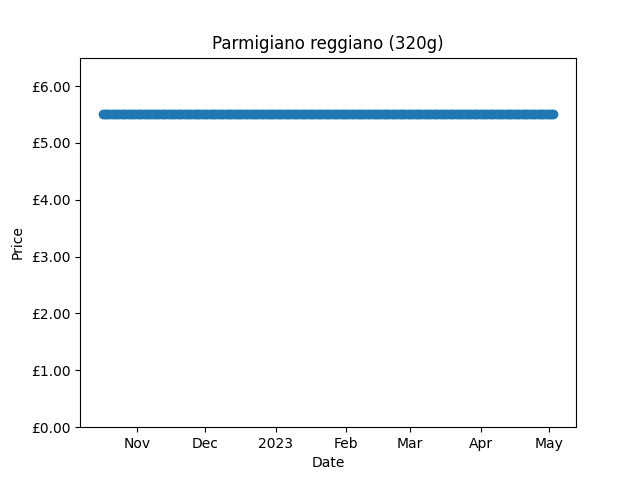 Parmigiano reggiano (320g)
£6.00
£5.00
£4.00
£3.00
£2.00
£1.00
£0.00
Price
Nov Dec 2023 Feb Mar Apr May
Date